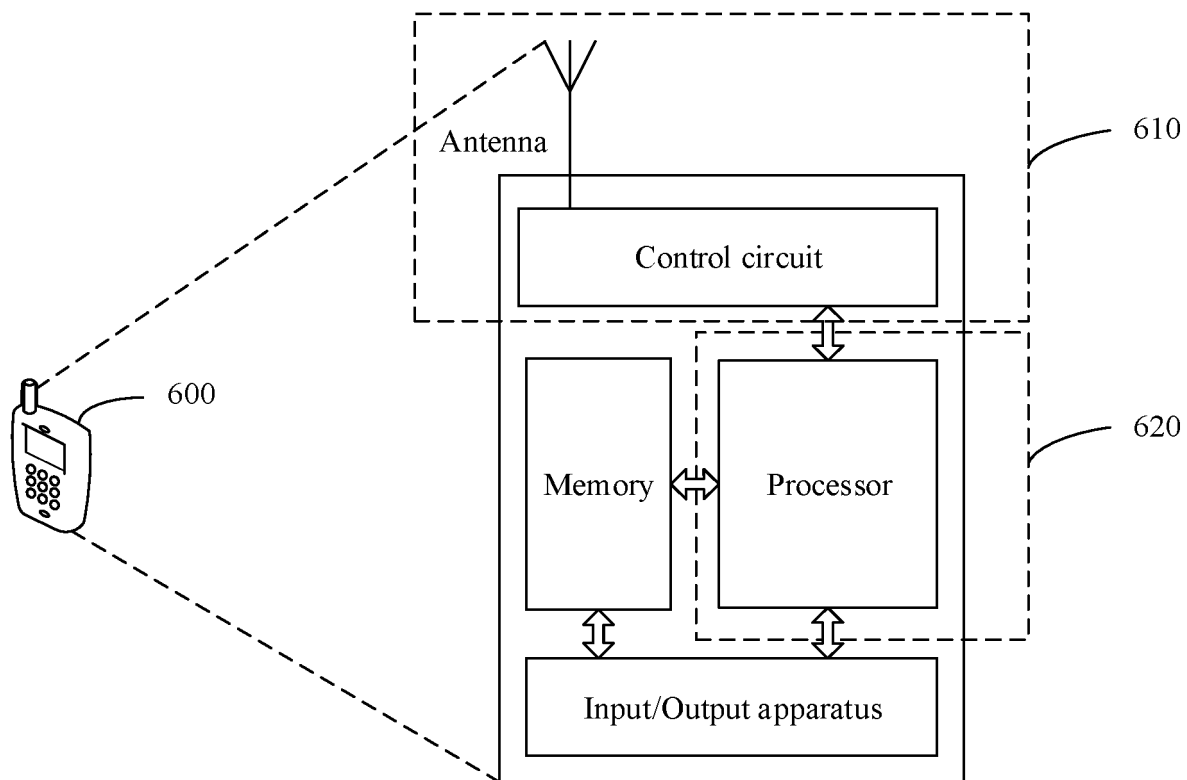 610
Antenna
Control circuit
600
620
Memory
Processor
Input/Output apparatus